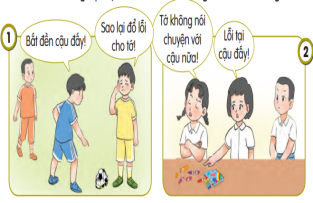 1
Bắt đền cậu đấy!
Sao lại đổ lỗi
cho tớ!
2
Tớ không nói
chuyện với
cậu nữa!
Lỗi tại
cậu đấy!